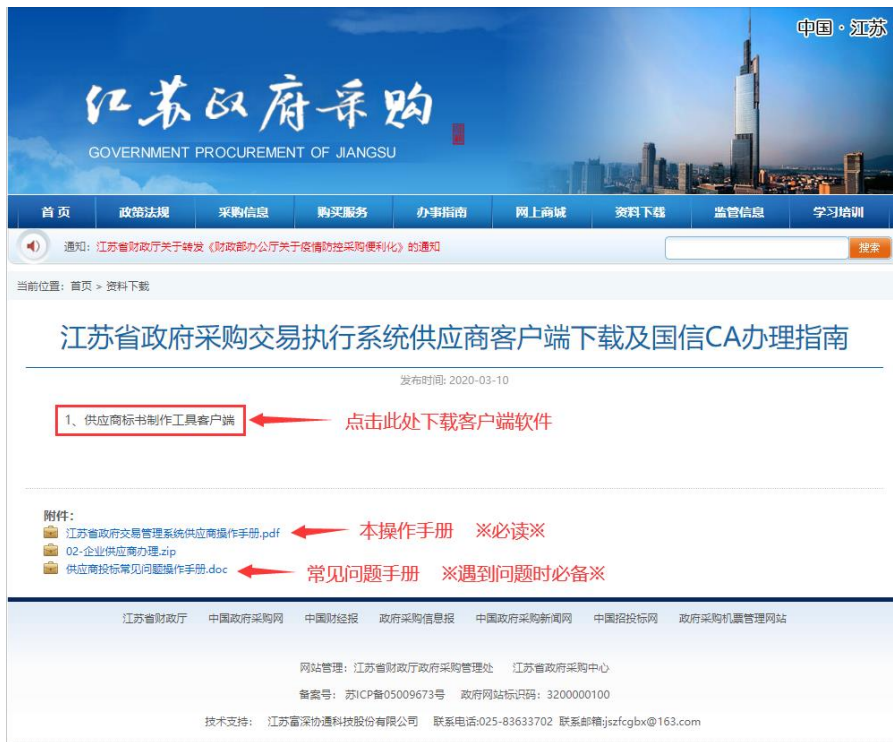 中国·江苏
江苏政府采购
GOVERNMENT PROCUREMENT OF JIANGSU
首页 政策法规 采购信息 购买服务 办事指南 网上商城 资料下载 监管信息 学习培训
通知：江苏省财政厅关于转发《财政部办公厅关于疫情防控采购便利化》的通知 搜索
当前位置：首页 > 资料下载
江苏省政府采购交易执行系统供应商客户端下载及国信CA办理指南
发布时间: 2020-03-10
1、供应商标书制作工具客户端 点击此处下载客户端软件
附件：
江苏省政府交易管理系统供应商操作手册.pdf 本操作手册 ※必读※
02-企业供应商办理.zip
供应商投标常见问题操作手册.doc 常见问题手册 ※遇到问题时必备※
江苏省财政厅 中国政府采购网 中国财经报 政府采购信息报 中国政府采购新闻网 中国招投标网 政府采购机票管理网站
网站管理：江苏省财政厅政府采购管理处 江苏省政府采购中心
备案号： 苏ICP备05009673号 政府网站标识码：3200000100
技术支持： 江苏富深协通科技股份有限公司 联系电话:025-83633702 联系邮箱:jszfcgbx@163.com